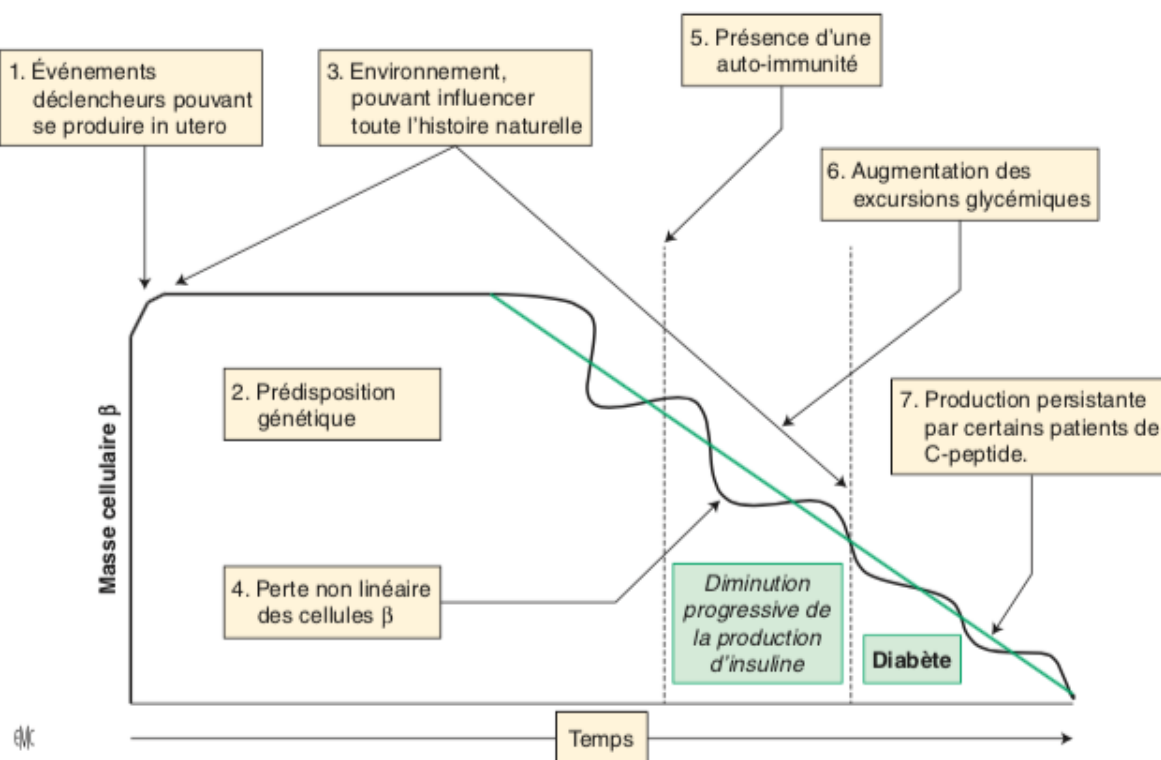 1. Événements
déclencheurs pouvant
se produire in utero
3. Environnement,
pouvant influencer
toute l'histoire naturelle
5. Présence d'une
auto-immunité
6. Augmentation des
excursions glycémiques
2. Prédisposition
génétique
7. Production persistante
par certains patients de
C-peptide.
Masse cellulaire β
4. Perte non linéaire
des cellules β
Diminution
progressive de
la production
d'insuline
Diabète
Temps
EMC